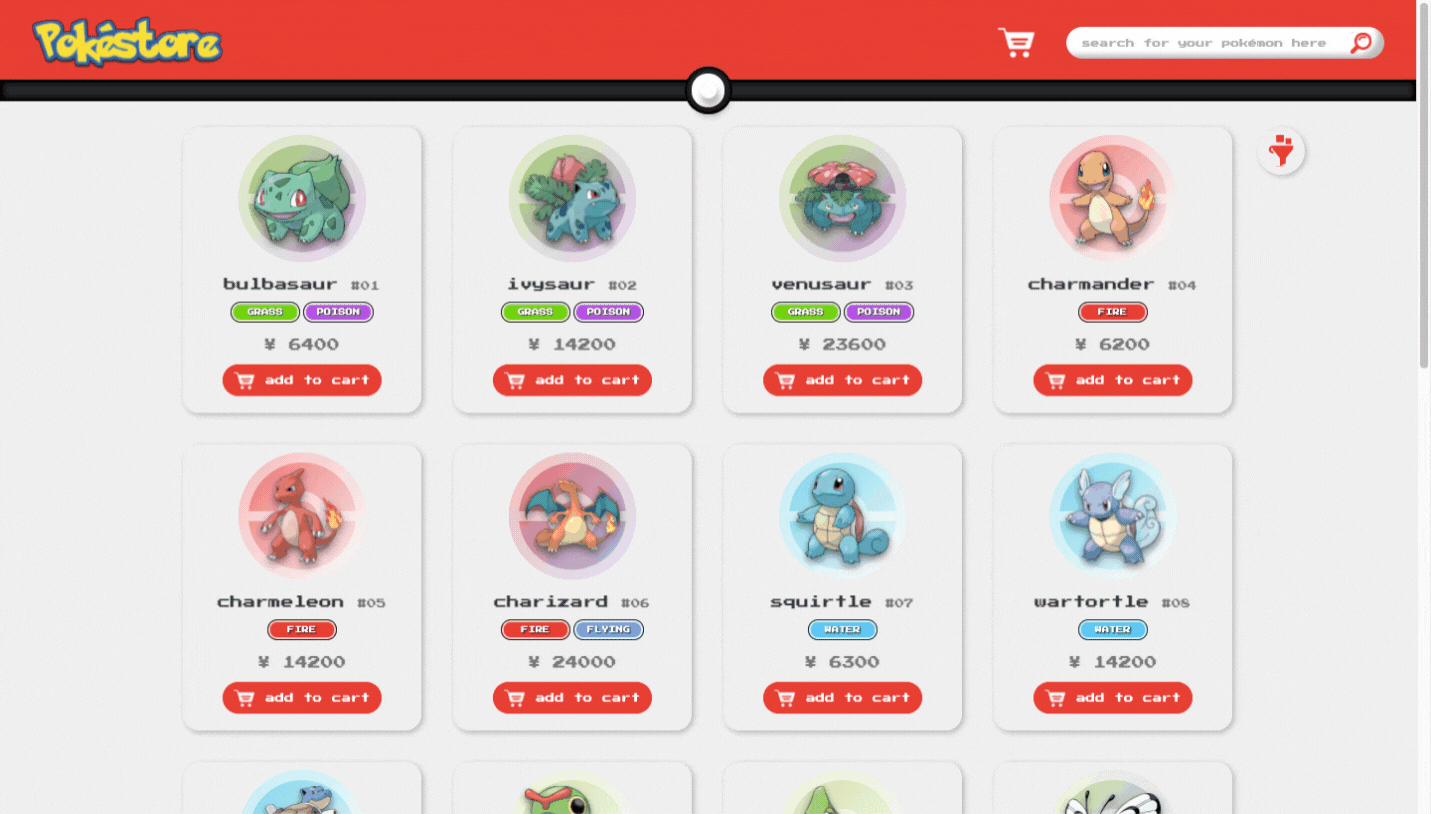 Pokéstore
search for your pokémon here
bulbasaur #01
GRASS POISON
¥ 6400
add to cart
ivysaur #02
GRASS POISON
¥ 14200
add to cart
venusaur #03
GRASS POISON
¥ 23600
add to cart
charmander #04
FIRE
¥ 6200
add to cart
charmeleon #05
FIRE
¥ 14200
add to cart
charizard #06
FIRE FLYING
¥ 24000
add to cart
squirtle #07
WATER
¥ 6300
add to cart
wartortle #08
WATER
¥ 14200
add to cart